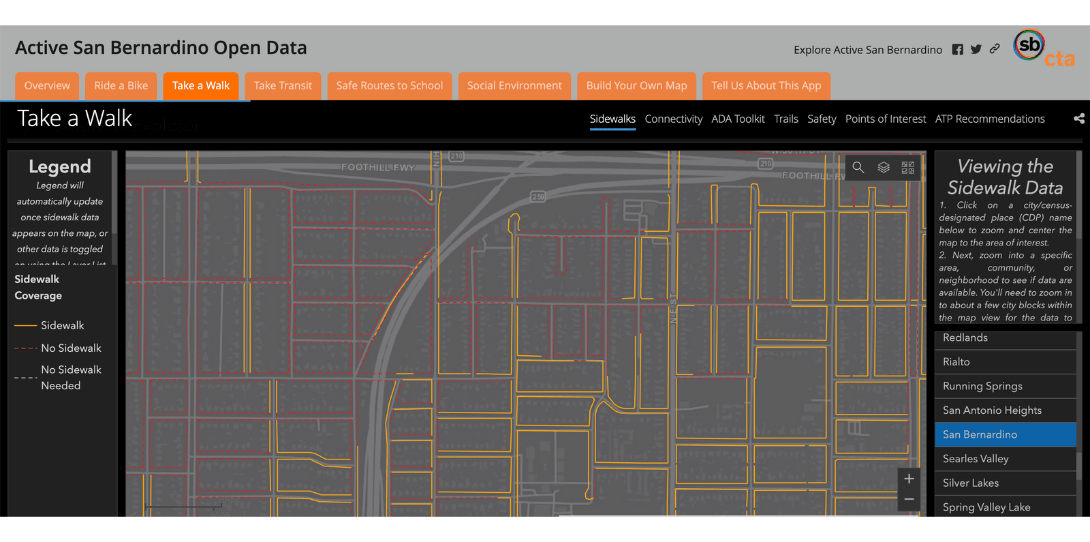 Active San Bernardino Open Data
Explore Active San Bernardino
sb
cta
Overview
Ride a Bike
Take a Walk
Take Transit
Safe Routes to School
Social Environment
Build Your Own Map
Tell Us About This App
Take a Walk
Sidewalks
Connectivity
ADA Toolkit
Trails
Safety
Points of Interest
ATP Recommendations
Legend
Legend will
automatically update
once sidewalk data
appears on the map, or
other data is toggled
on using the Layer List
Sidewalk
Coverage
Sidewalk
No Sidewalk
No Sidewalk
Needed
FOOTHILL FWY
210
210
210
FOOTHILL FWY
N H
N E ST
Viewing the
Sidewalk Data
1. Click on a city/census-
designated place (CDP) name
below to zoom and center the
map to the area of interest.
2. Next, zoom into a specific
area, community, or
neighborhood to see if data are
available. You'll need to zoom in
to about a few city blocks within
the map view for the data to
Redlands
Rialto
Running Springs
San Antonio Heights
San Bernardino
Searles Valley
Silver Lakes
Spring Valley Lake
+
−